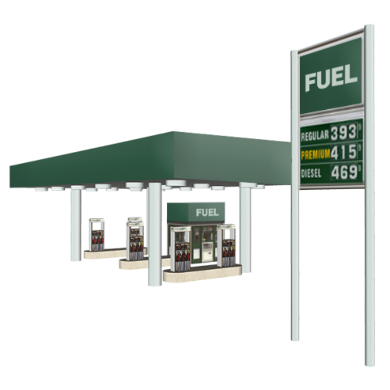 FUEL
REGULAR 393
PREMIUM 415
DIESEL 469
FUEL